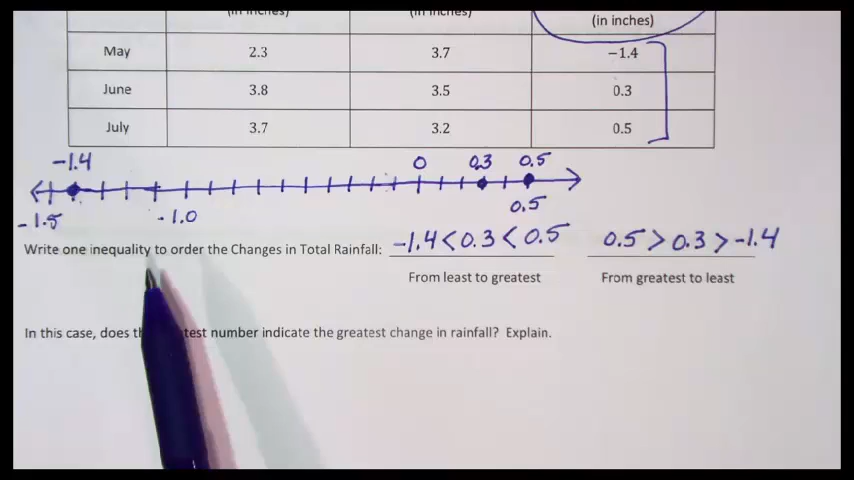 (in inches) (in inches) (in inches)
May 2.3 3.7 −1.4
June 3.8 3.5 0.3
July 3.7 3.2 0.5
-1.4 0 0.3 0.5
-1.5 -1.0 0.5
Write one inequality to order the Changes in Total Rainfall: -1.4 < 0.3 < 0.5 0.5 > 0.3 > -1.4
From least to greatest From greatest to least
In this case, does number indicate the greatest change in rainfall? Explain.